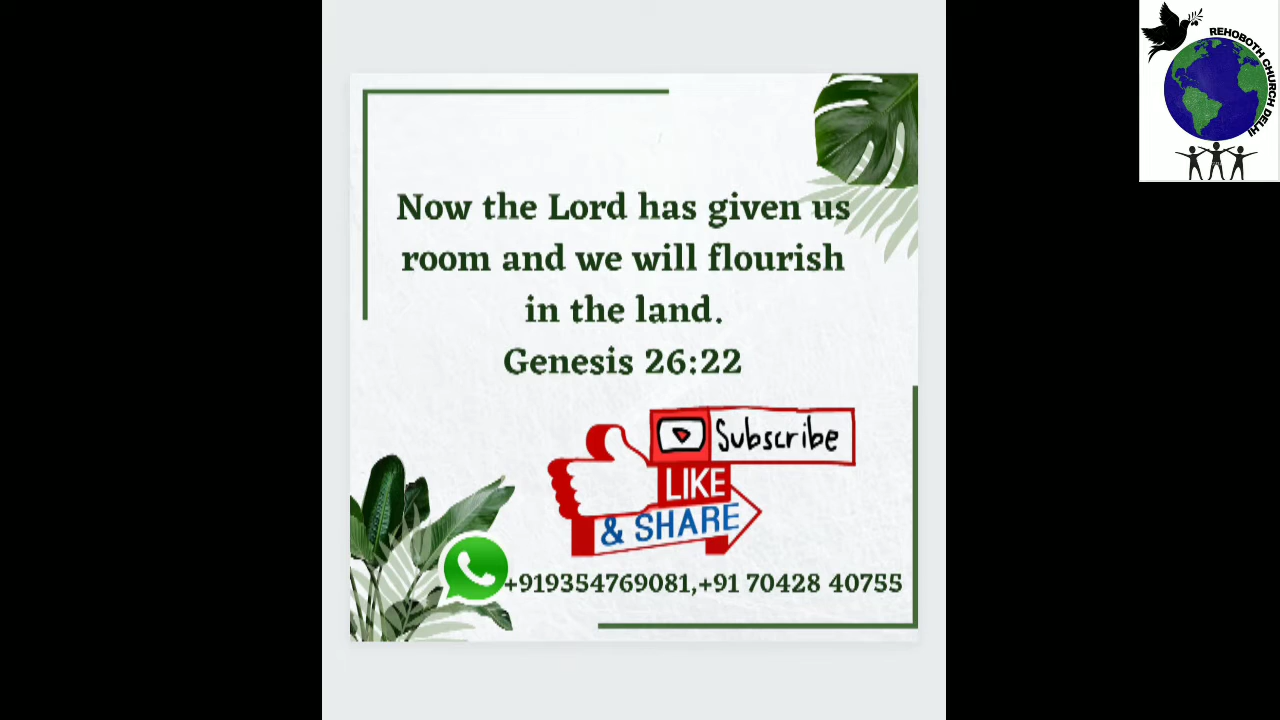 REHOBOTH CHURCH DELHI
Now the Lord has given us
room and we will flourish
in the land.
Genesis 26:22
Subscribe
LIKE
& SHARE
+919354769081,+91 70428 40755